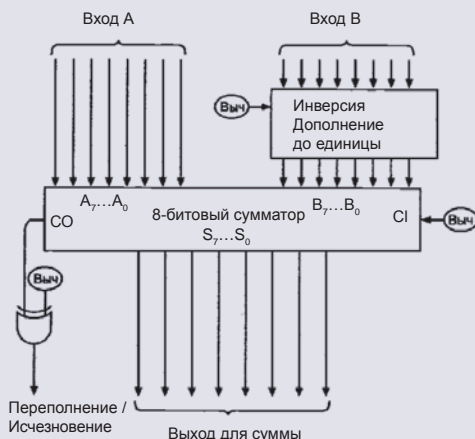 Вход A
Вход B
Выч
Инверсия
Дополнение
до единицы
A7...A0
8-битовый сумматор
B7...B0
CO
CI
Выч
S7...S0
Выч
Переполнение /
Исчезновение
Выход для суммы